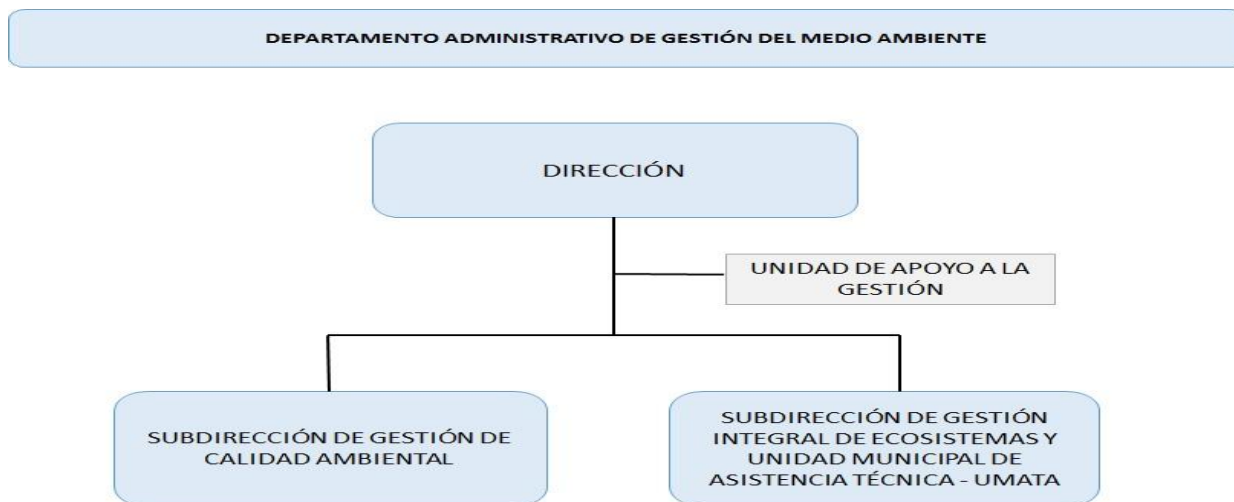 DEPARTAMENTO ADMINISTRATIVO DE GESTIÓN DEL MEDIO AMBIENTE
DIRECCIÓN
UNIDAD DE APOYO A LA
GESTIÓN
SUBDIRECCIÓN DE GESTIÓN DE
CALIDAD AMBIENTAL
SUBDIRECCIÓN DE GESTIÓN
INTEGRAL DE ECOSISTEMAS Y
UNIDAD MUNICIPAL DE
ASISTENCIA TÉCNICA - UMATA